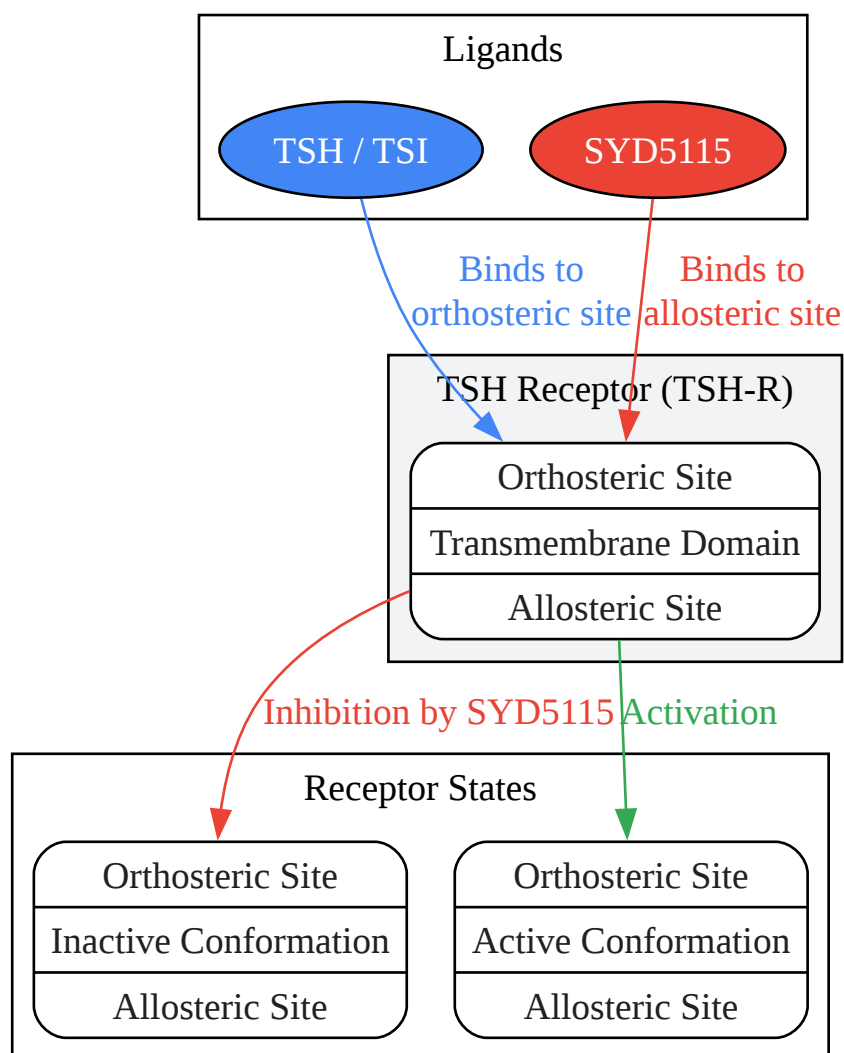 Ligands
TSH / TSI
SYD5115
Binds to
orthosteric site
Binds to
allosteric site
TSH Receptor (TSH-R)
Orthosteric Site
Transmembrane Domain
Allosteric Site
Inhibition by SYD5115
Activation
Receptor States
Orthosteric Site
Inactive Conformation
Allosteric Site
Orthosteric Site
Active Conformation
Allosteric Site